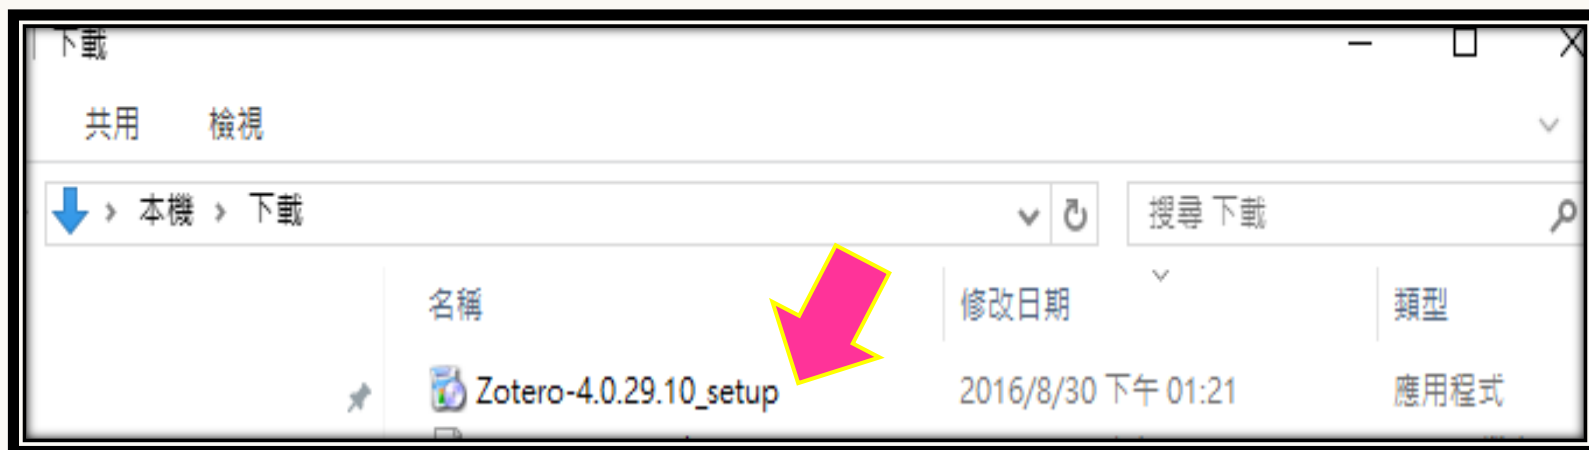 下載
共用 檢視
本機 下載 搜尋 下載
名稱 修改日期 類型
Zotero-4.0.29.10_setup 2016/8/30 下午 01:21 應用程式